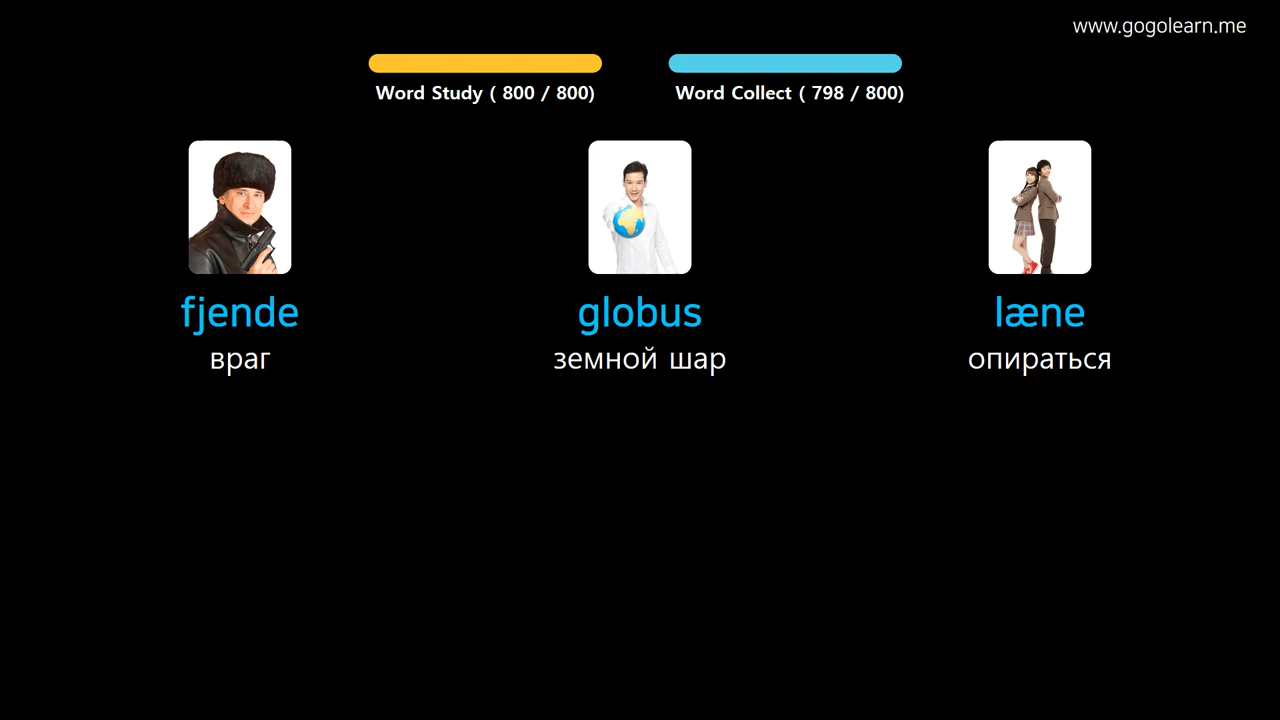 www.gogolearn.me
Word Study ( 800 / 800)
Word Collect ( 798 / 800)
fjende
враг
globus
земной шар
læne
опираться